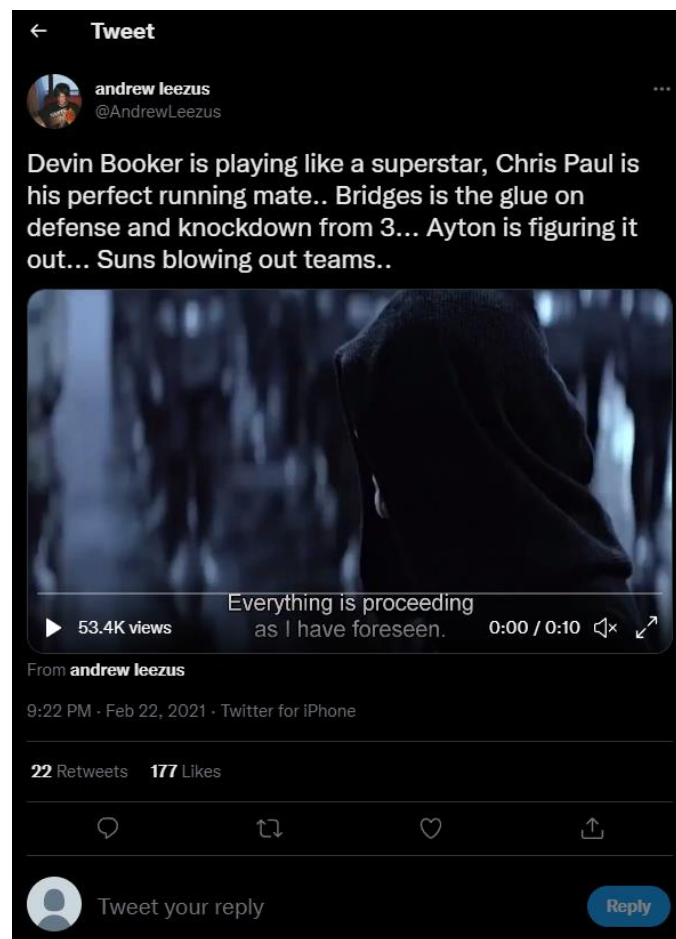 Tweet
andrew leezus
@AndrewLeezus
Devin Booker is playing like a superstar, Chris Paul is
his perfect running mate.. Bridges is the glue on
defense and knockdown from 3... Ayton is figuring it
out... Suns blowing out teams..
Everything is proceeding
as I have foreseen.
53.4K views
0:00 / 0:10
From andrew leezus
9:22 PM · Feb 22, 2021 · Twitter for iPhone
22 Retweets 177 Likes
Tweet your reply
Reply